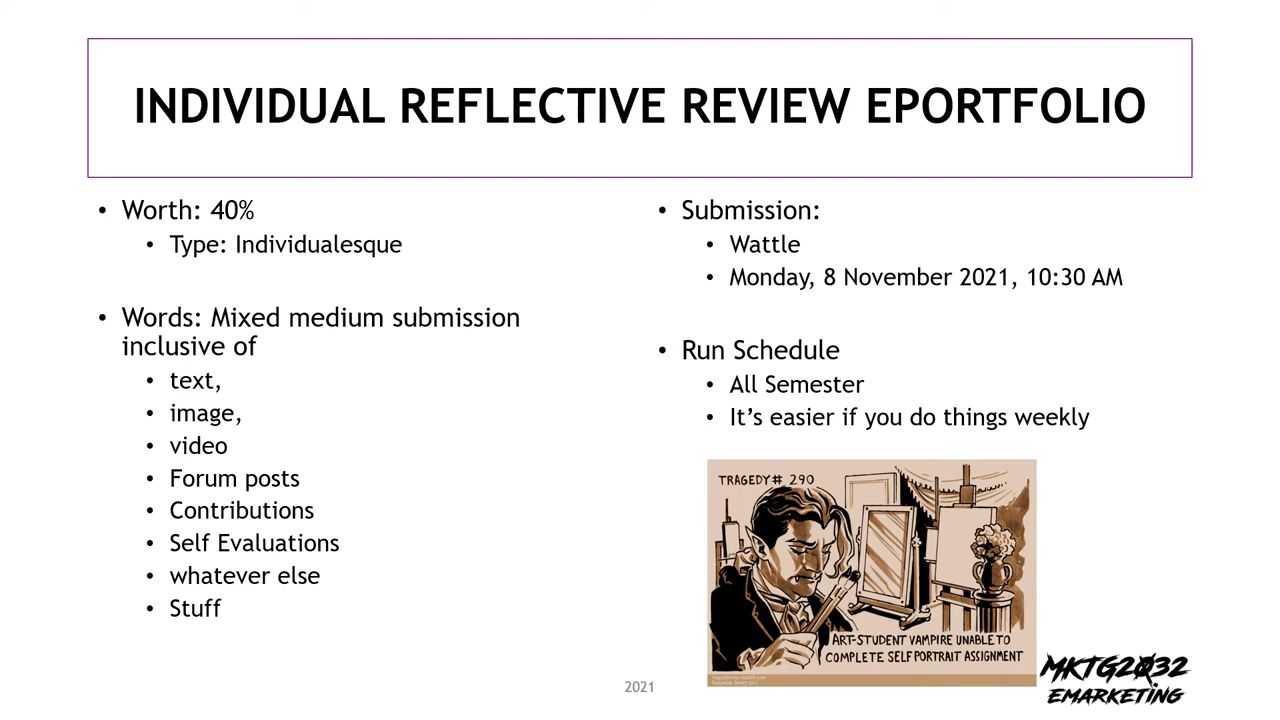 INDIVIDUAL REFLECTIVE REVIEW EPORTFOLIO
• Worth: 40%
• Type: Individualesque
• Words: Mixed medium submission
inclusive of
• text,
• image,
• video
• Forum posts
• Contributions
• Self Evaluations
• whatever else
• Stuff
• Submission:
• Wattle
• Monday, 8 November 2021, 10:30 AM
• Run Schedule
• All Semester
• It’s easier if you do things weekly
TRAGEDY# 290
ART-STUDENT VAMPIRE UNABLE TO
COMPLETE SELF PORTRAIT ASSIGNMENT
2021
MKTG2032
EMARKETING